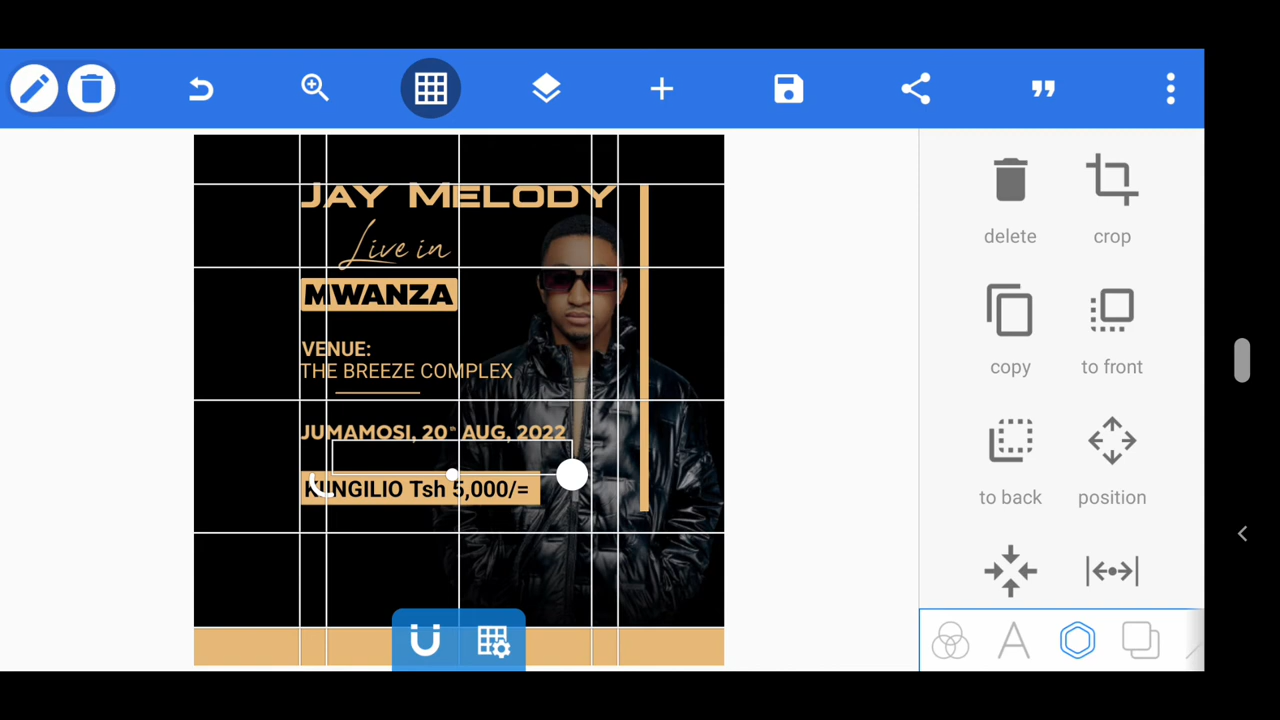 JAY MELODY
Live in
MWANZA
VENUE:
THE BREEZE COMPLEX
JUMAMOSI, 20th AUG, 2022
KIINGILIO Tsh 5,000/=
delete
crop
copy
to front
to back
position